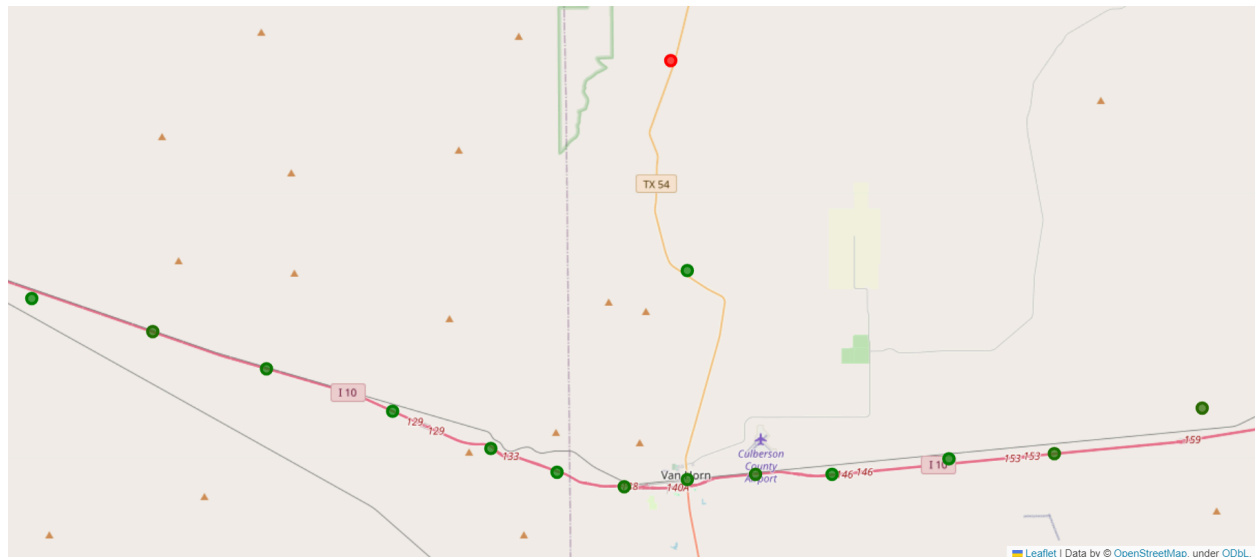 TX 54
I 10
129
129
133
Van Horn
140A
Culberson
County
Airport
146
146
I 10
153
153
159
Leaflet | Data by © OpenStreetMap, under ODbL.